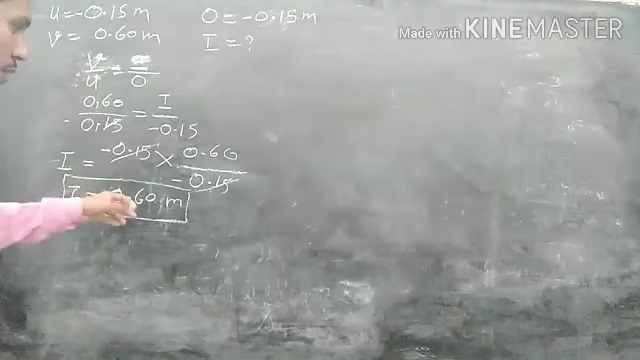 u = -0.15 m O = -0.15 m
v = 0.60 m I = ?
Made with KINEMASTER
v/u = I/O
0.60/-0.15 = I/-0.15
I = -0.15 × 0.60/-0.15
60 m